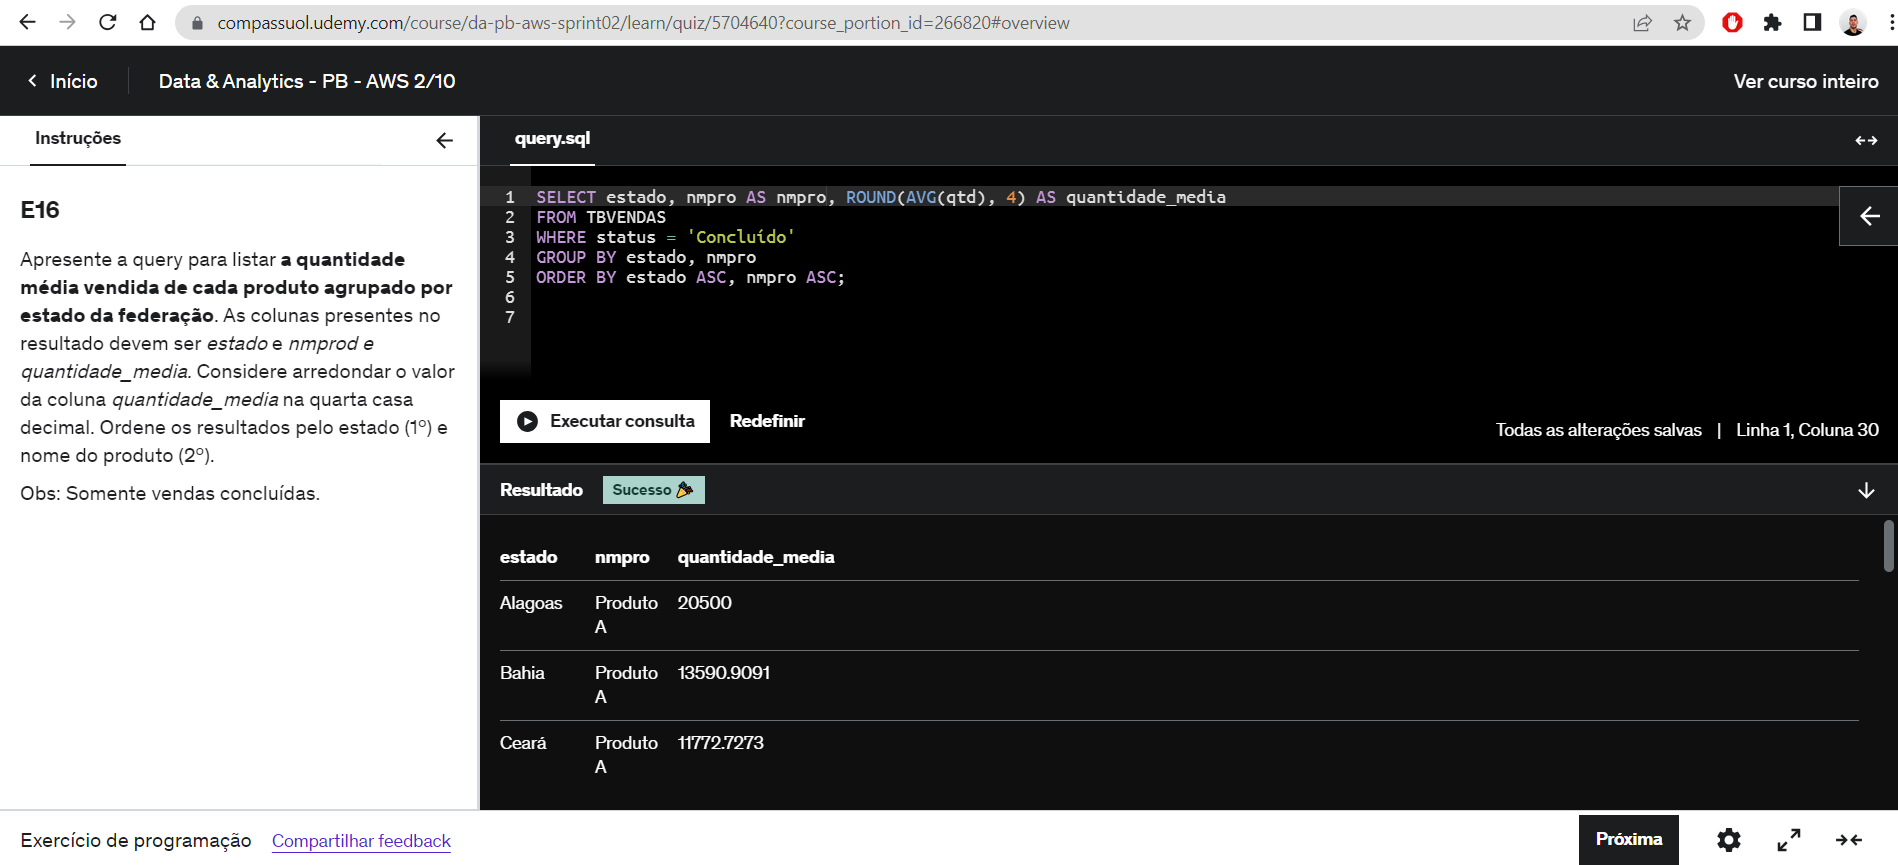 compassuol.udemy.com/course/da-pb-aws-sprint02/learn/quiz/5704640?course_portion_id=266820#overview
Início
Data & Analytics - PB - AWS 2/10
Ver curso inteiro
Instruções
E16
Apresente a query para listar a quantidade
média vendida de cada produto agrupado por
estado da federação. As colunas presentes no
resultado devem ser estado e nmprod e
quantidade_media. Considere arredondar o valor
da coluna quantidade_media na quarta casa
decimal. Ordene os resultados pelo estado (1º) e
nome do produto (2º).
Obs: Somente vendas concluídas.
query.sql
1 SELECT estado, nmpro AS nmpro, ROUND(AVG(qtd), 4) AS quantidade_media
2 FROM TBVENDAS
3 WHERE status = 'Concluído'
4 GROUP BY estado, nmpro
5 ORDER BY estado ASC, nmpro ASC;
6
7
Executar consulta
Redefinir
Todas as alterações salvas | Linha 1, Coluna 30
Resultado
Sucesso
estado nmpro quantidade_media
Alagoas Produto A 20500
Bahia Produto A 13590.9091
Ceará Produto A 11772.7273
Exercício de programação
Compartilhar feedback
Próxima